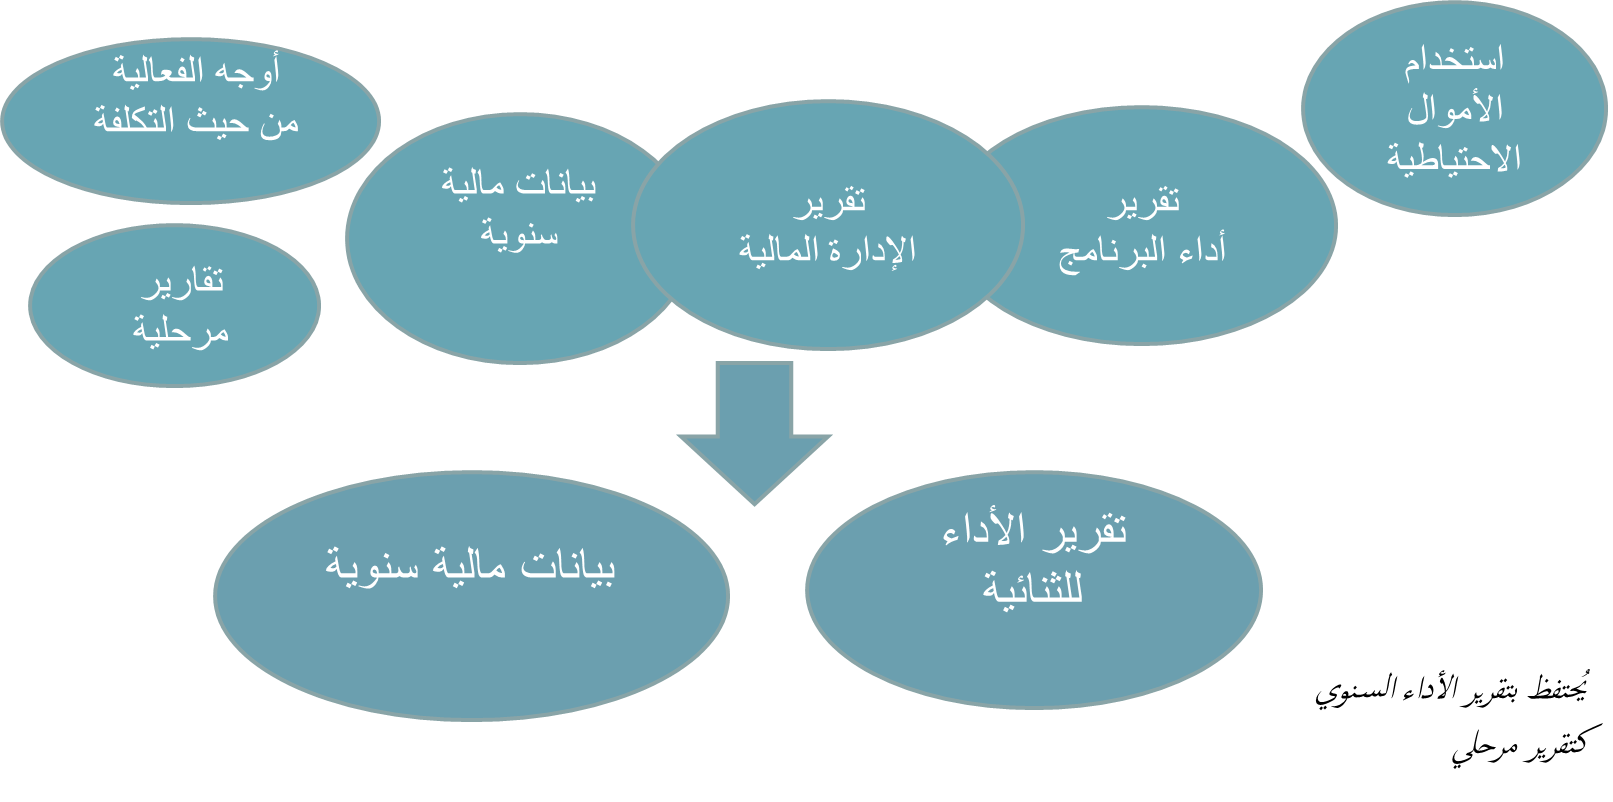 استخدام
الأموال
الاحتياطية
تقرير
أداء البرنامج
تقرير
الإدارة المالية
بيانات مالية
سنوية
أوجه الفعالية
من حيث التكلفة
تقارير
مرحلية
تقرير الأداء
للثنائية
بيانات مالية سنوية
يُحتفظ بتقرير الأداء السنوي
كتقرير مرحلي